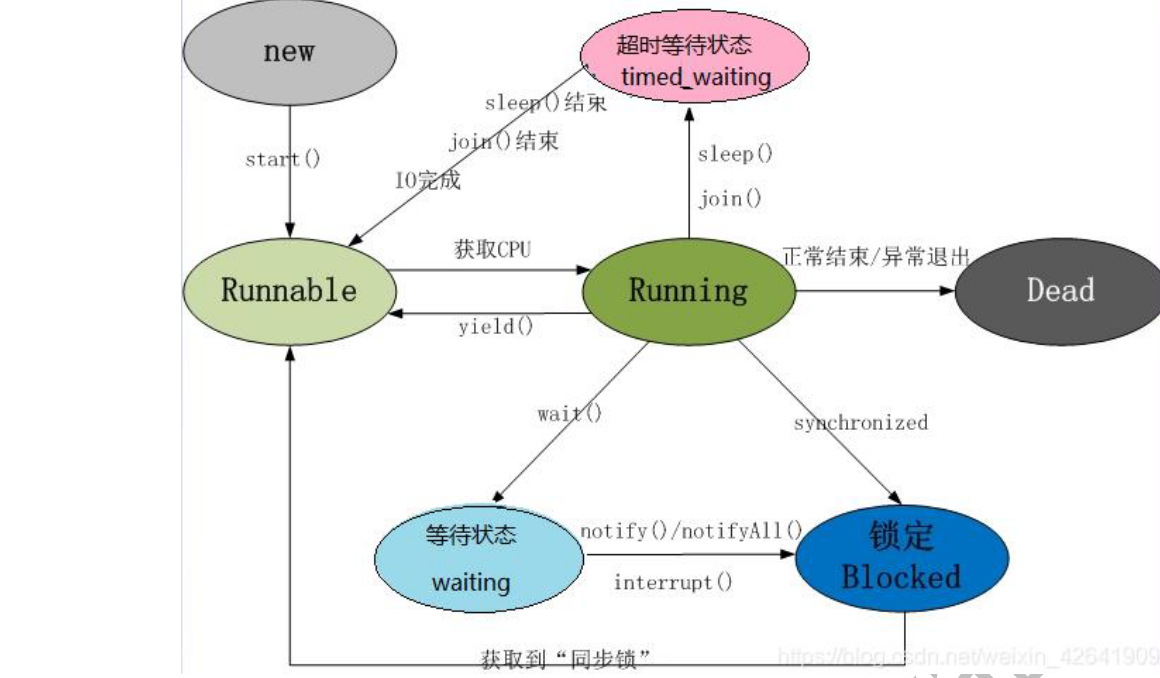 new
超时等待状态
timed_waiting
sleep()结束
join()结束
IO完成
start()
sleep()
join()
获取CPU
正常结束/异常退出
Runnable
Running
Dead
yield()
wait()
synchronized
等待状态
waiting
notify()/notifyAll()
interrupt()
锁定
Blocked
获取到“同步锁”
https://blog.csdn.net/weixin_42641909